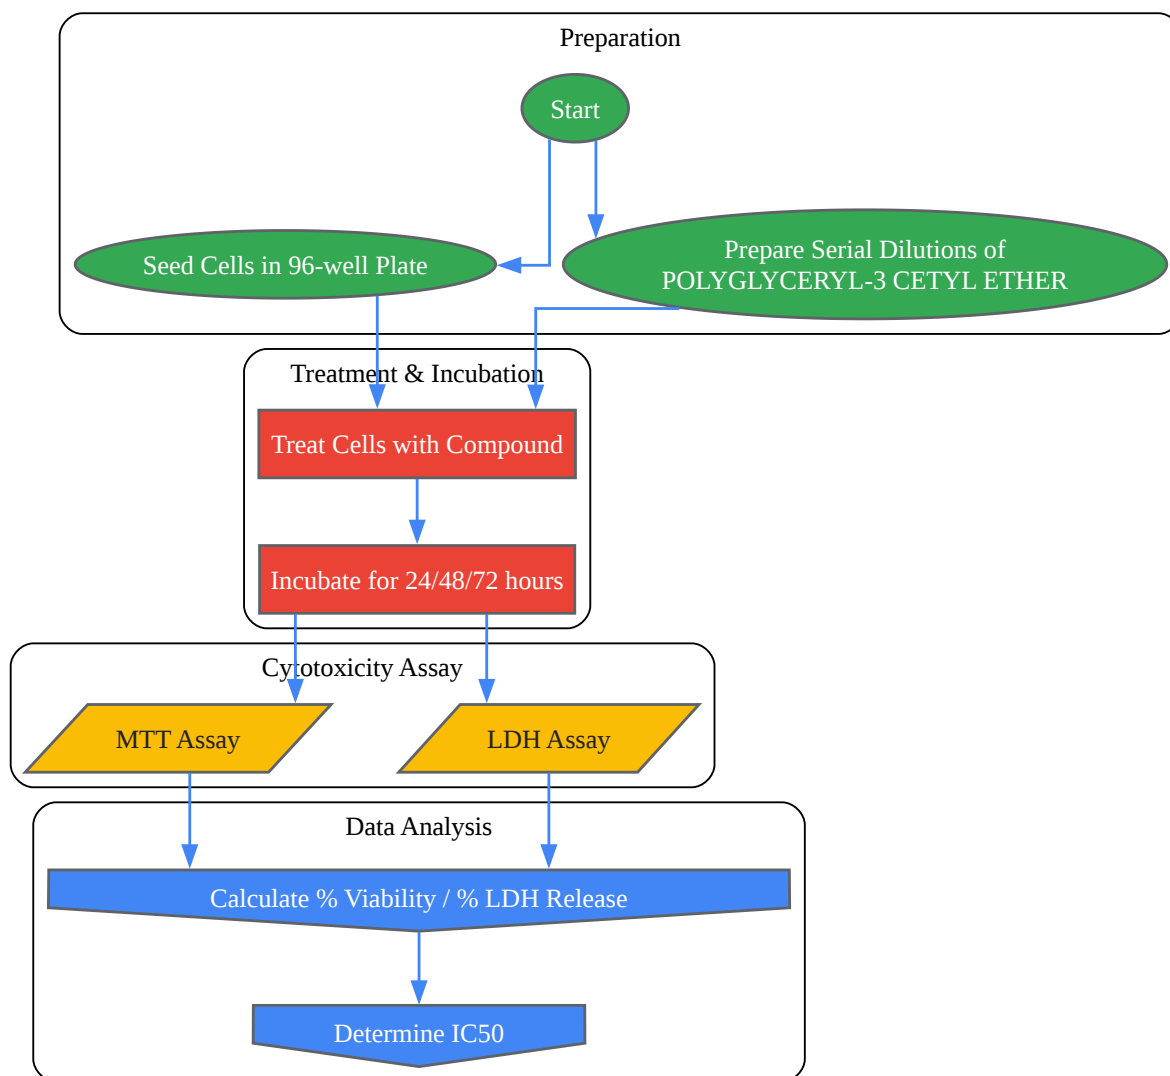 Preparation
Start
Seed Cells in 96-well Plate
Prepare Serial Dilutions of
POLYGLYCERYL-3 CETYL ETHER
Treatment & Incubation
Treat Cells with Compound
Incubate for 24/48/72 hours
Cytotoxicity Assay
MTT Assay
LDH Assay
Data Analysis
Calculate % Viability / % LDH Release
Determine IC50